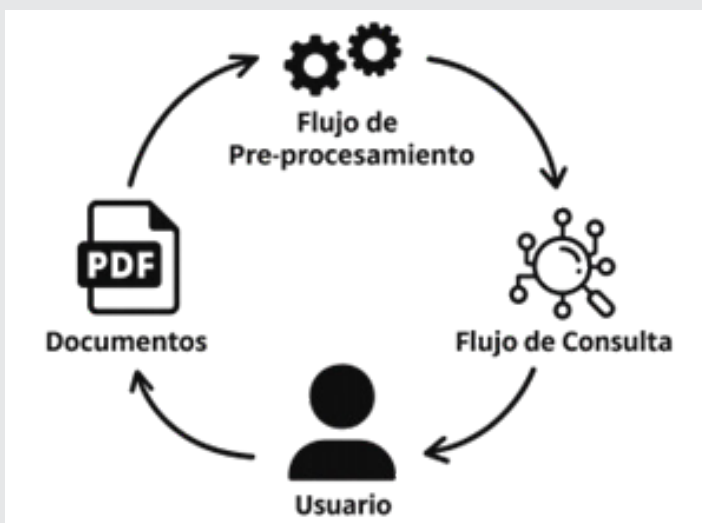 Flujo de
Pre-procesamiento
PDF
Documentos
Flujo de Consulta
Usuario